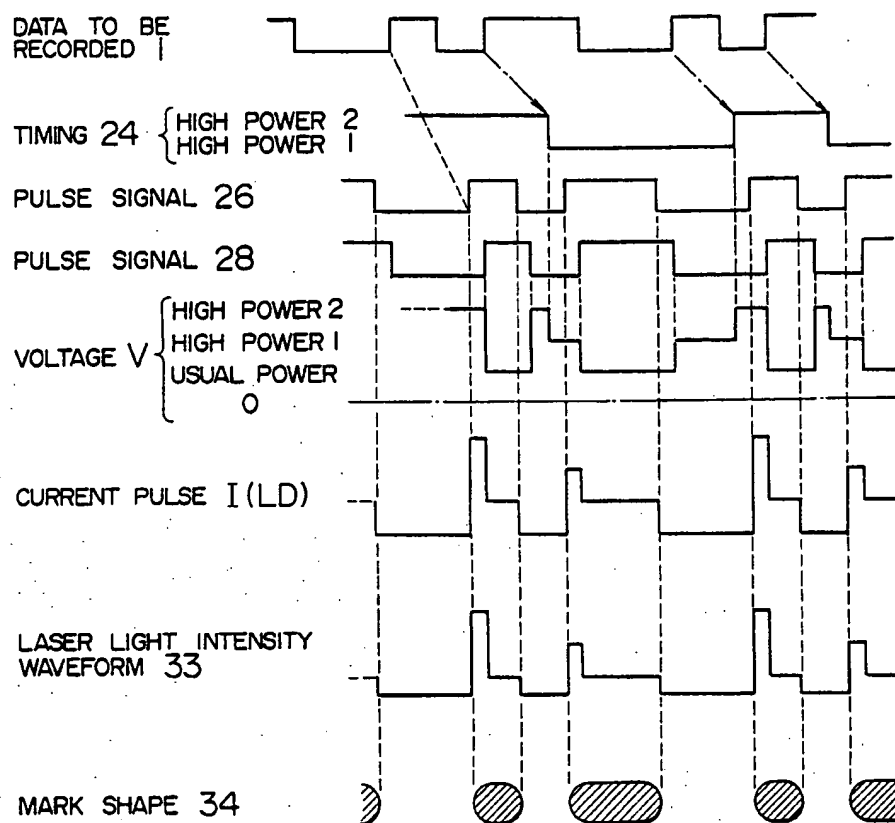 DATA TO BE
RECORDED 1
TIMING 24
HIGH POWER 2
HIGH POWER 1
PULSE SIGNAL 26
PULSE SIGNAL 28
VOLTAGE V
HIGH POWER 2
HIGH POWER 1
USUAL POWER
0
CURRENT PULSE I(LD)
LASER LIGHT INTENSITY
WAVEFORM 33
MARK SHAPE 34